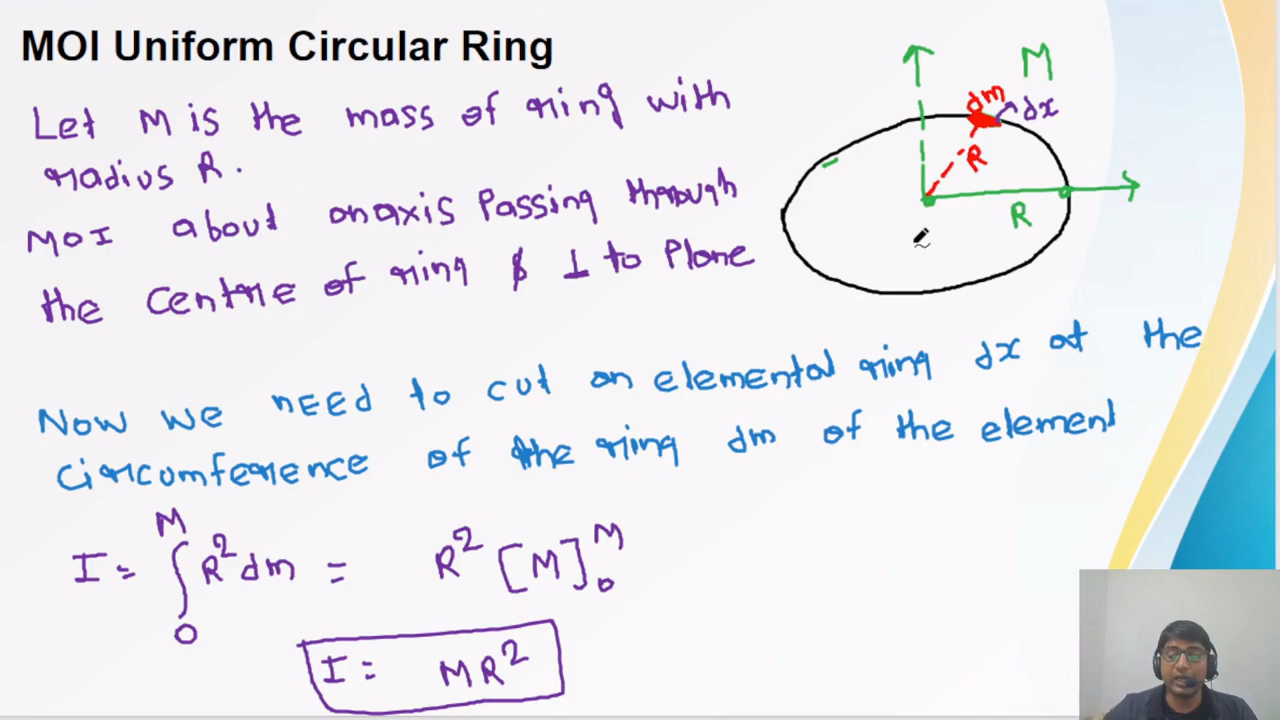 MOI Uniform Circular Ring
Let M is the mass of ring with
radius R.
MOI about an axis Passing through
the centre of ring & ⊥ to Plane
M
dm
dx
R
R
Now we NEED to cut an elemental ring dx at the
circumference of the ring dm of the element
I = ∫₀ᴹ R² dm = R² [M]₀ᴹ
I = MR²